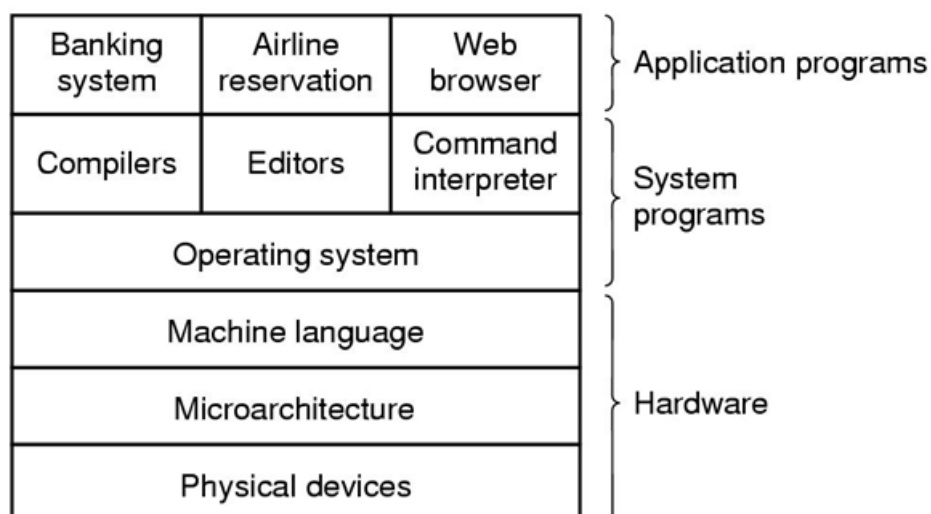 Banking
system
Airline
reservation
Web
browser
Application programs
Compilers
Editors
Command
interpreter
System
programs
Operating system
Machine language
Microarchitecture
Hardware
Physical devices